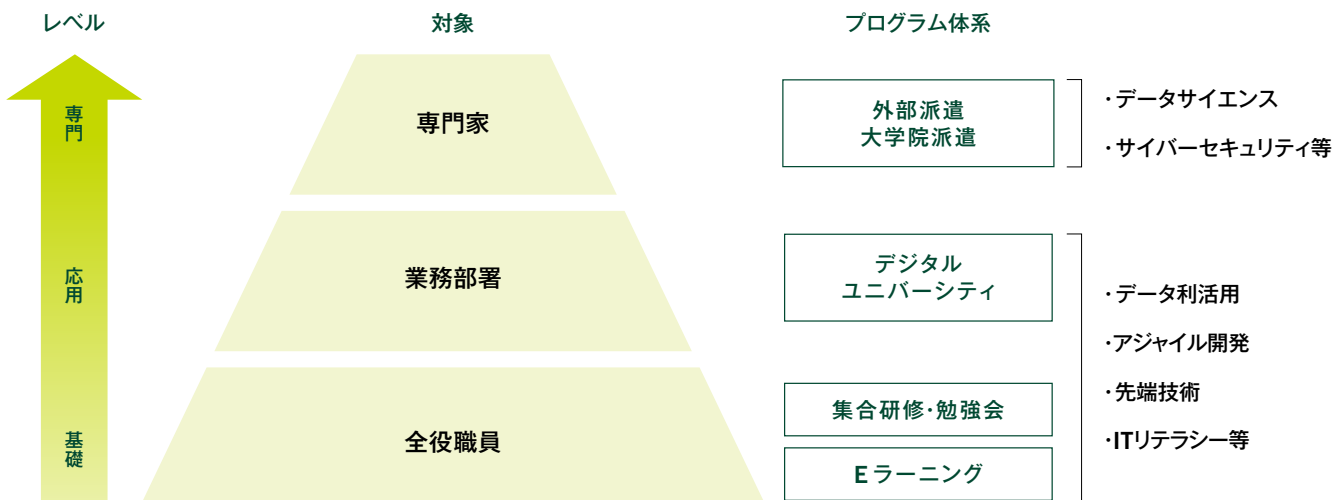 レベル
対象
プログラム体系
専門
専門家
外部派遣
大学院派遣
・データサイエンス
・サイバーセキュリティ等
応用
業務部署
デジタル
ユニバーシティ
・データ利活用
・アジャイル開発
・先端技術
・ITリテラシー等
基礎
全役職員
集合研修・勉強会
Eラーニング